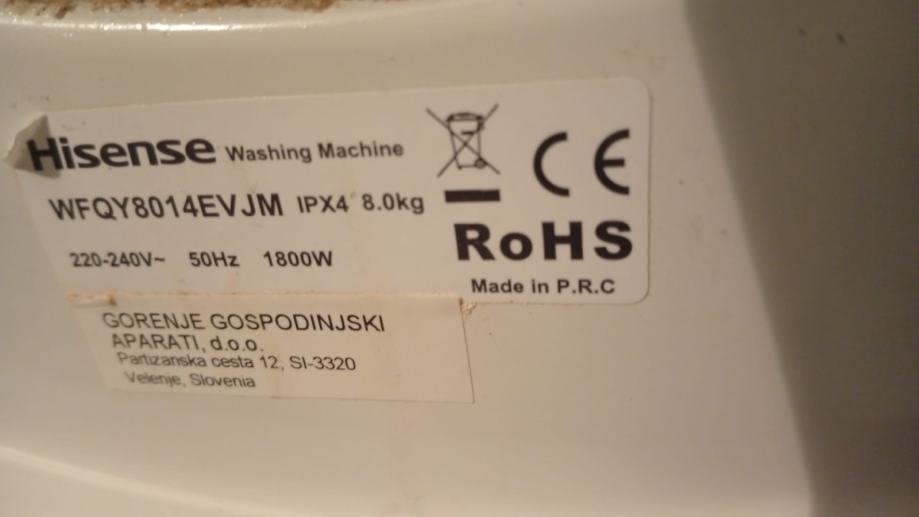 Hisense Washing Machine
WFQY8014EVJM IPX4 8.0kg
220-240V~ 50Hz 1800W
CE
RoHS
Made in P.R.C
GORENJE GOSPODINJSKI
APARATI, d.o.o.
Partizanska cesta 12, SI-3320
Velenje, Slovenia